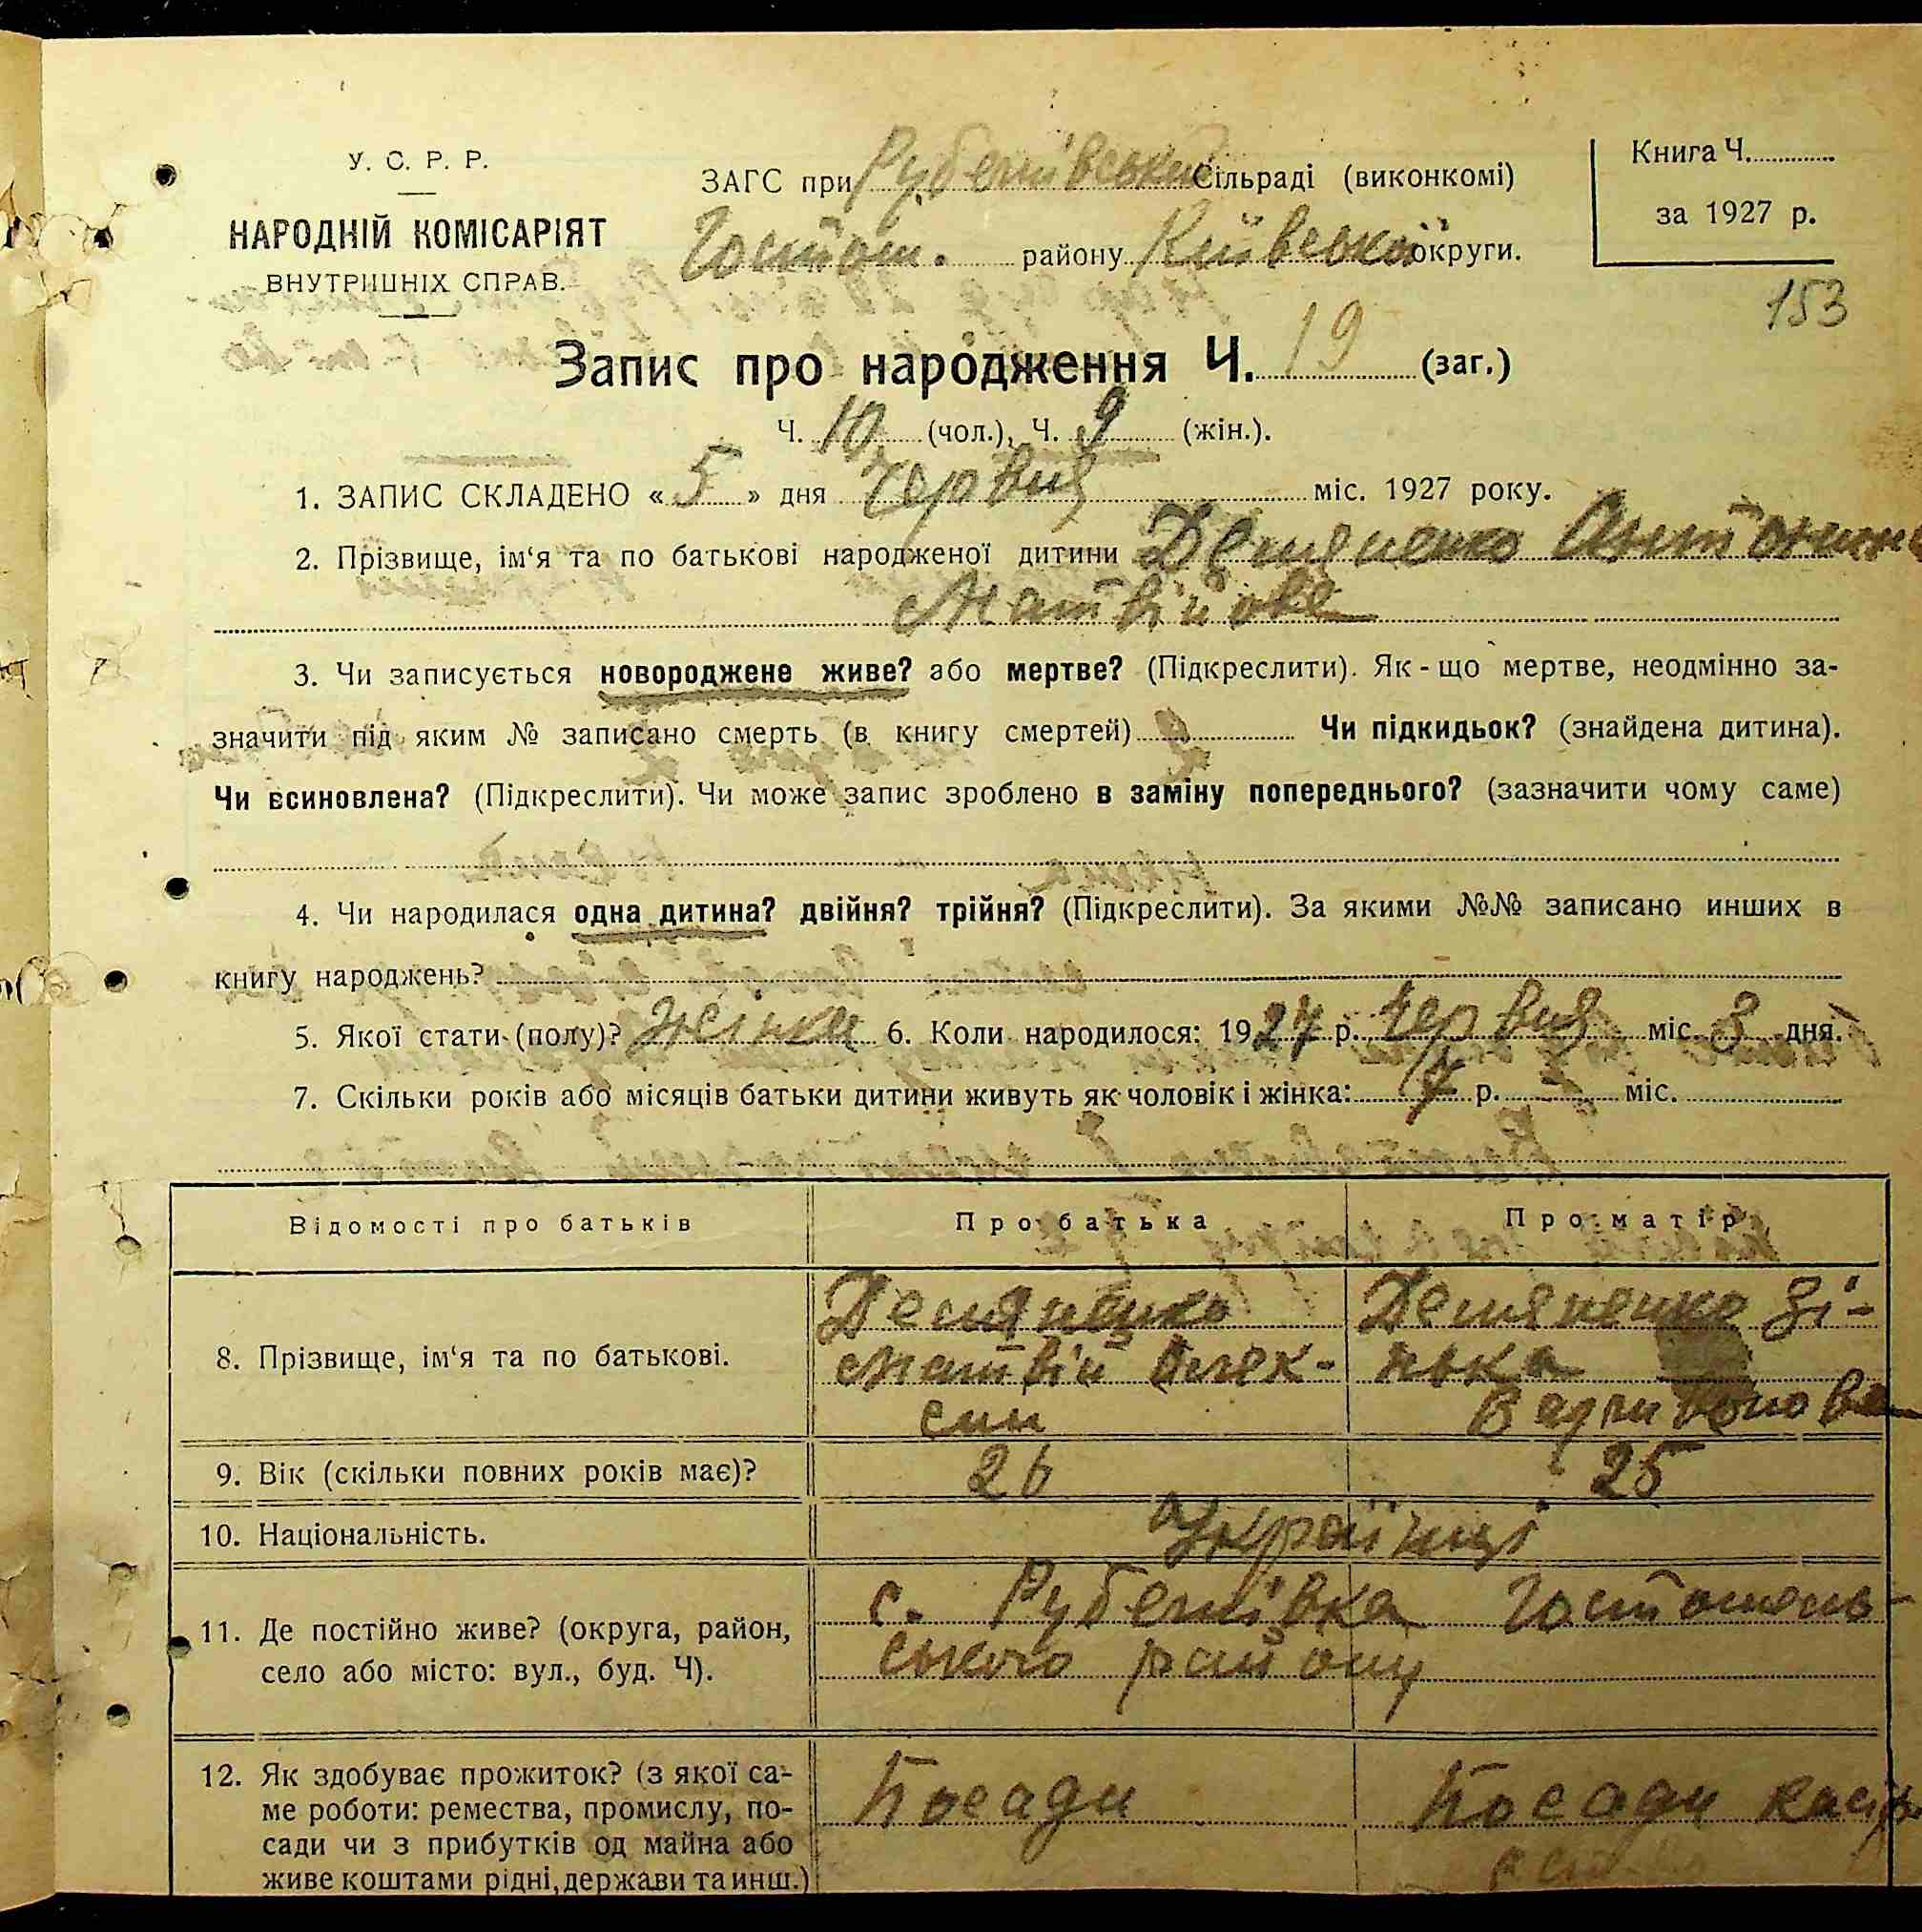 У. С. Р. Р.
НАРОДНІЙ КОМІСАРІЯТ
ВНУТРІШНІХ СПРАВ.
ЗАГС при Рубежівській Сільраді (виконкомі)
Гостом. району Київської округи.
Книга Ч.
за 1927 р.
153
Запис про народження Ч. 19 (заг.)
Ч. 10 (чол.), Ч. 9 (жін.).
1. ЗАПИС СКЛАДЕНО « 5 » дня Червня міс. 1927 року.
2. Прізвище, ім‘я та по батькові народженої дитини Демяненко Антонина
Матвійова
3. Чи записується новороджене живе? або мертве? (Підкреслити). Як-що мертве, неодмінно за-
значити під яким № записано смерть (в книгу смертей) Чи підкидьок? (знайдена дитина).
Чи всиновлена? (Підкреслити). Чи може запис зроблено в заміну попереднього? (зазначити чому саме)
4. Чи народилася одна дитина? двійня? трійня? (Підкреслити). За якими №№ записано инших в
книгу народжень?
5. Якої стати (полу)? жінка 6. Коли народилося: 1927 р. Червня міс. 3 дня.
7. Скільки років або місяців батьки дитини живуть як чоловік і жінка: 7 р. міс.
Відомості про батьків Про батька Про матір
8. Прізвище, ім‘я та по батькові.
Демяненко
Матвій Олек-
син
Демяненко Зі-
нька
9. Вік (скільки повних років має)? 26 25
10. Національність. Українці
11. Де постійно живе? (округа, район,
село або місто: вул., буд. Ч).
с. Рубежівка Гостомель-
ського району
12. Як здобуває прожиток? (з якої са-
ме роботи: ремества, промислу, по-
сади чи з прибутків од майна або
живе коштами рідні, держави та инш.)
Посади
Посади